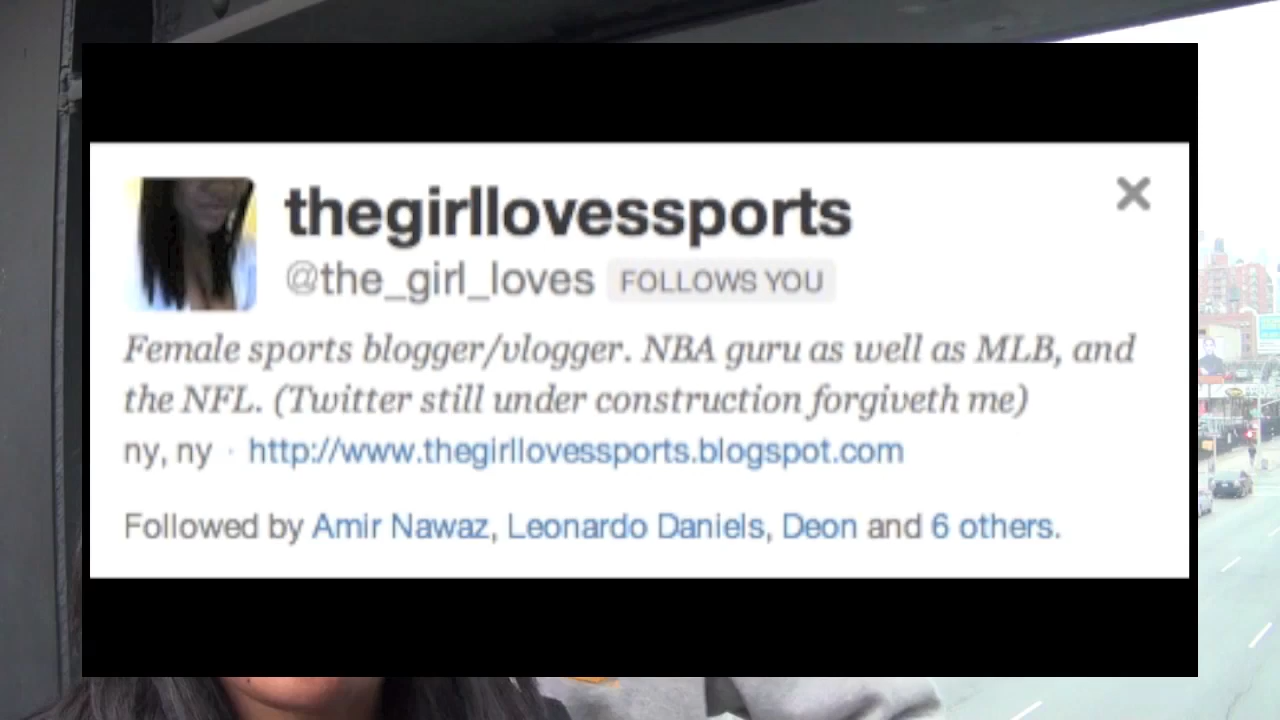 thegirllovessports
@the_girl_loves FOLLOWS YOU
Female sports blogger/vlogger. NBA guru as well as MLB, and
the NFL. (Twitter still under construction forgiveth me)
ny, ny · http://www.thegirllovessports.blogspot.com
Followed by Amir Nawaz, Leonardo Daniels, Deon and 6 others.